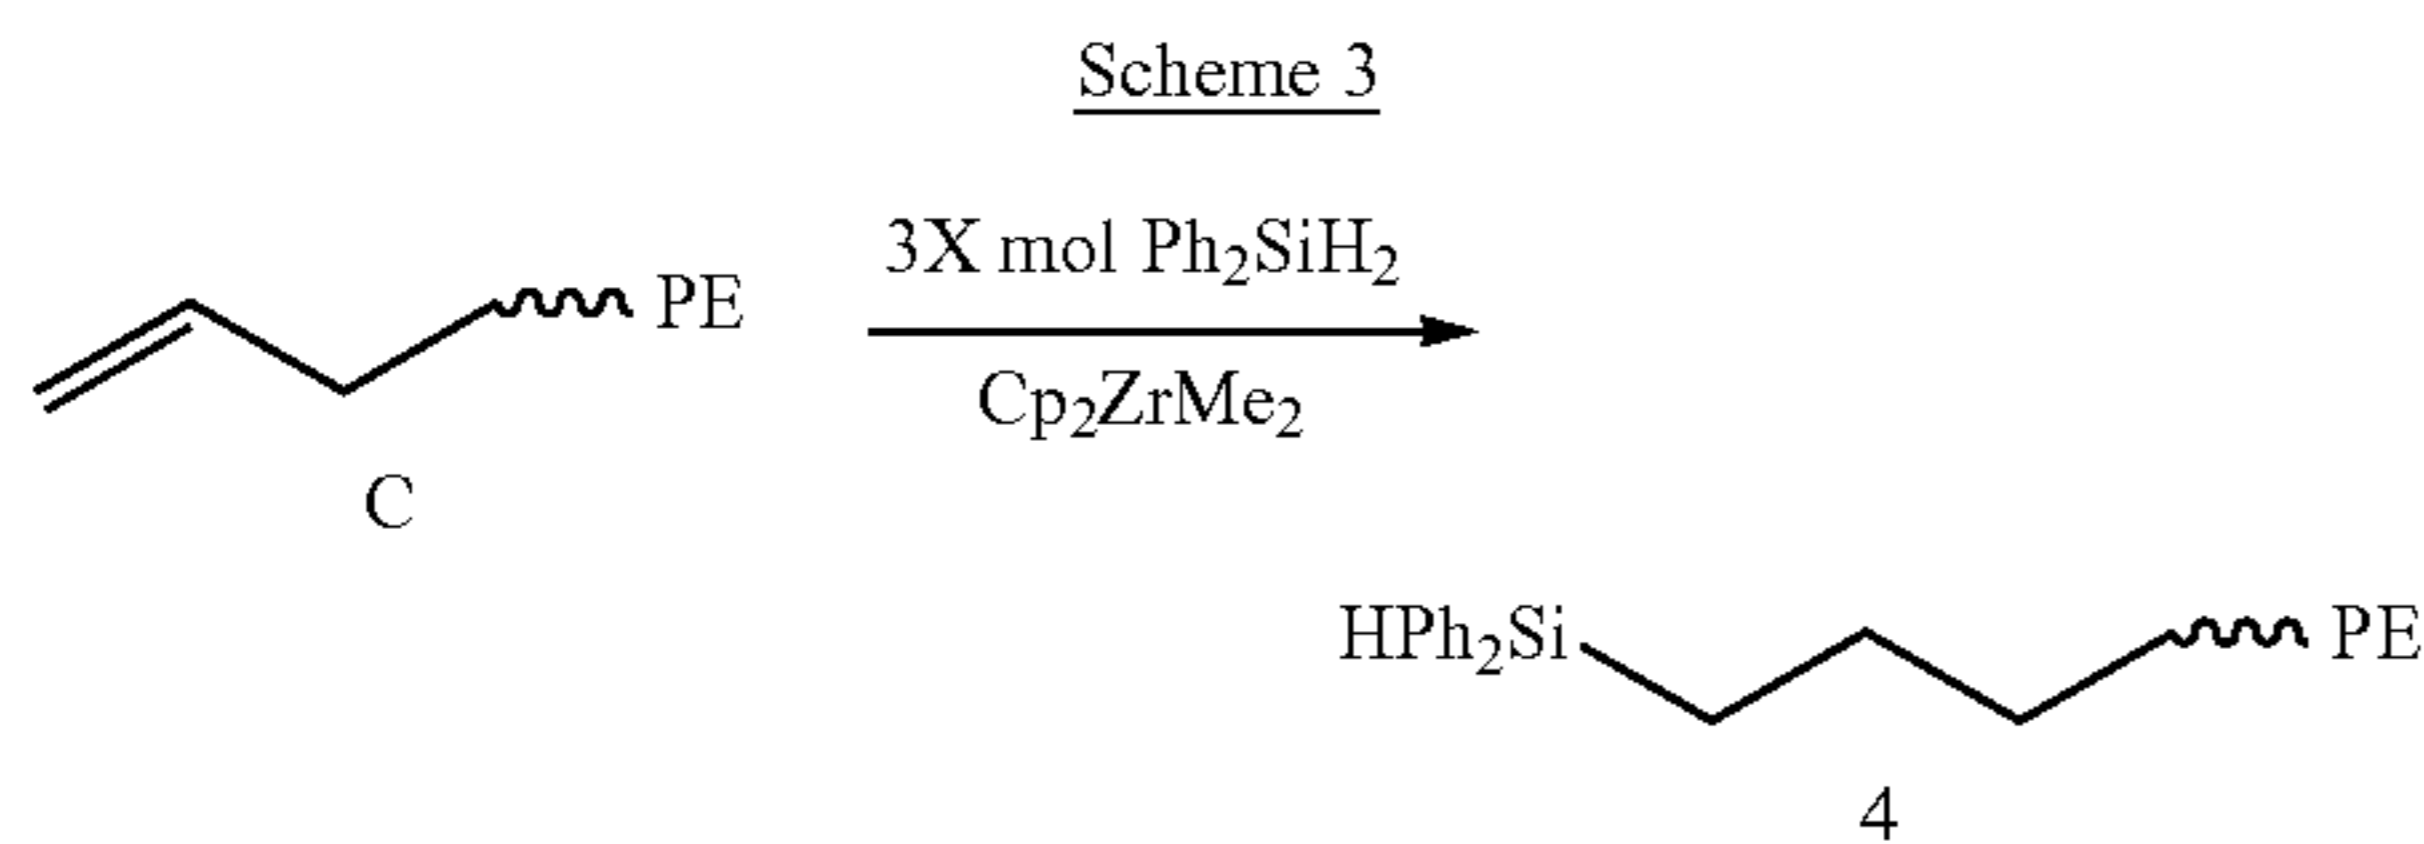 Scheme 3
3X mol Ph₂SiH₂
PE
Cp₂ZrMe₂
C
HPh₂Si
PE
4